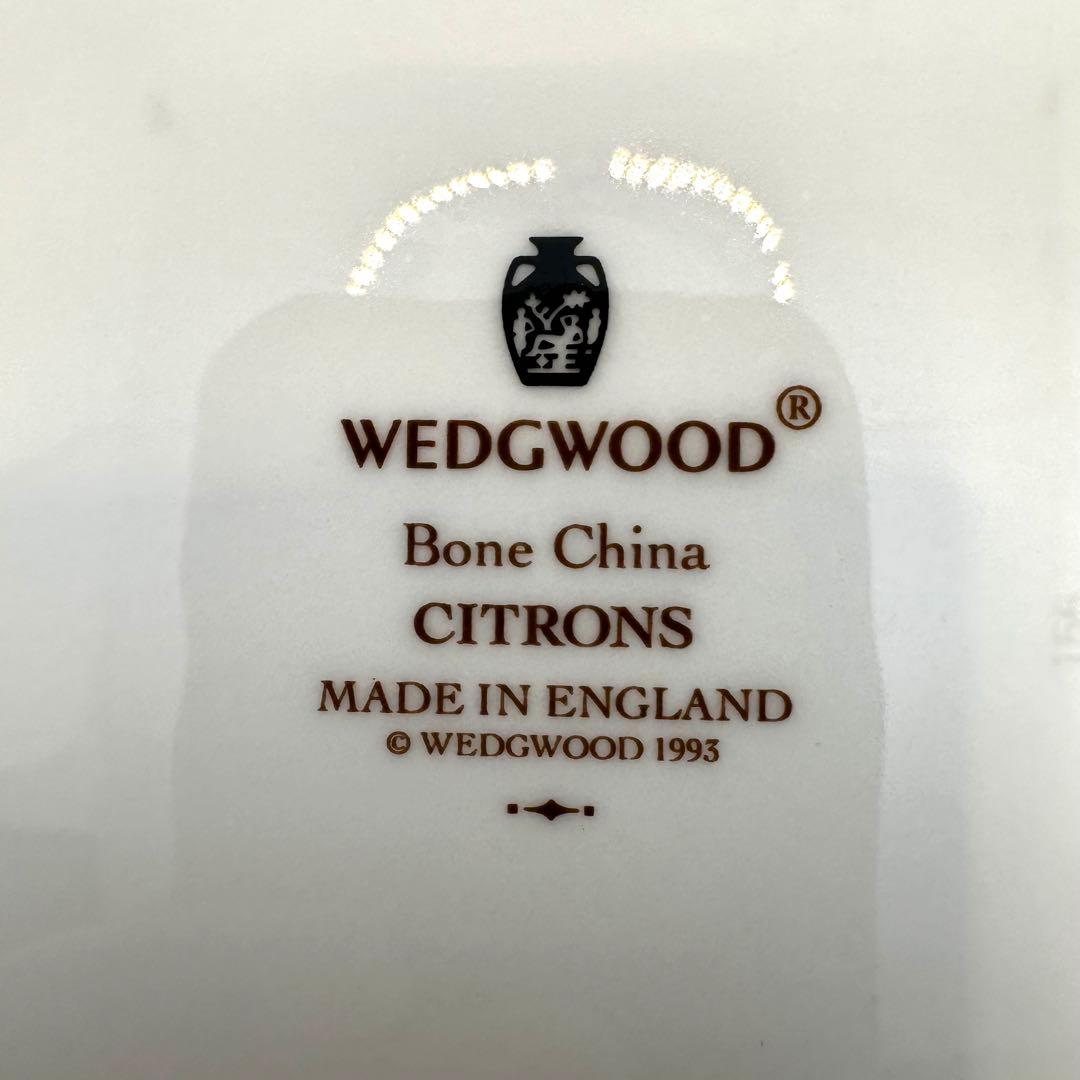 WEDGWOOD®
Bone China
CITRONS
MADE IN ENGLAND
© WEDGWOOD 1993